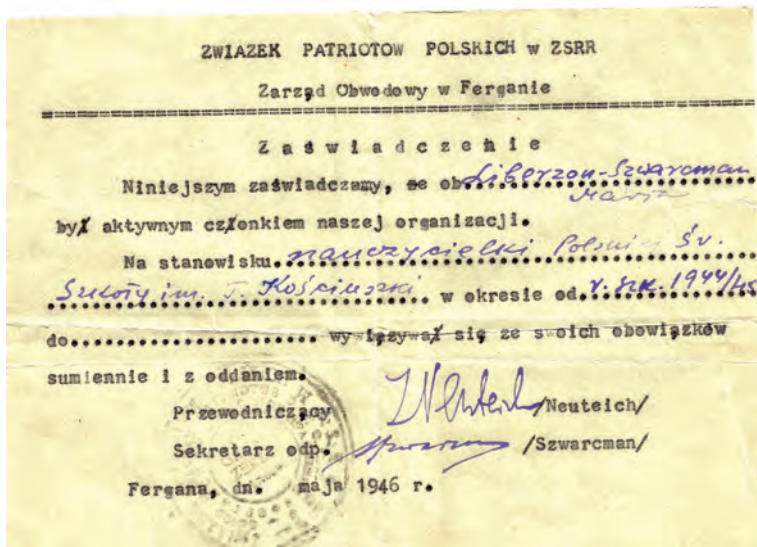 ZWIAZEK PATRIOTOW POLSKICH w ZSRR
Zarząd Obwodowy w Ferganie
Zaświadczenie
Niniejszym zaświadczamy, że ob. Liberzon-Szwarcman
Maria
był aktywnym członkiem naszej organizacji.
Na stanowisku nauczycielki Polskiej Śr.
Szkoły im. T. Kościuszki w okresie od r. szk. 1944/45
do.......................... wywiązywał się ze swoich obowiązków
sumiennie i z oddaniem.
Przewodniczący /Neuteich/
Sekretarz odp. /Szwarcman/
Fergana, dn. maja 1946 r.